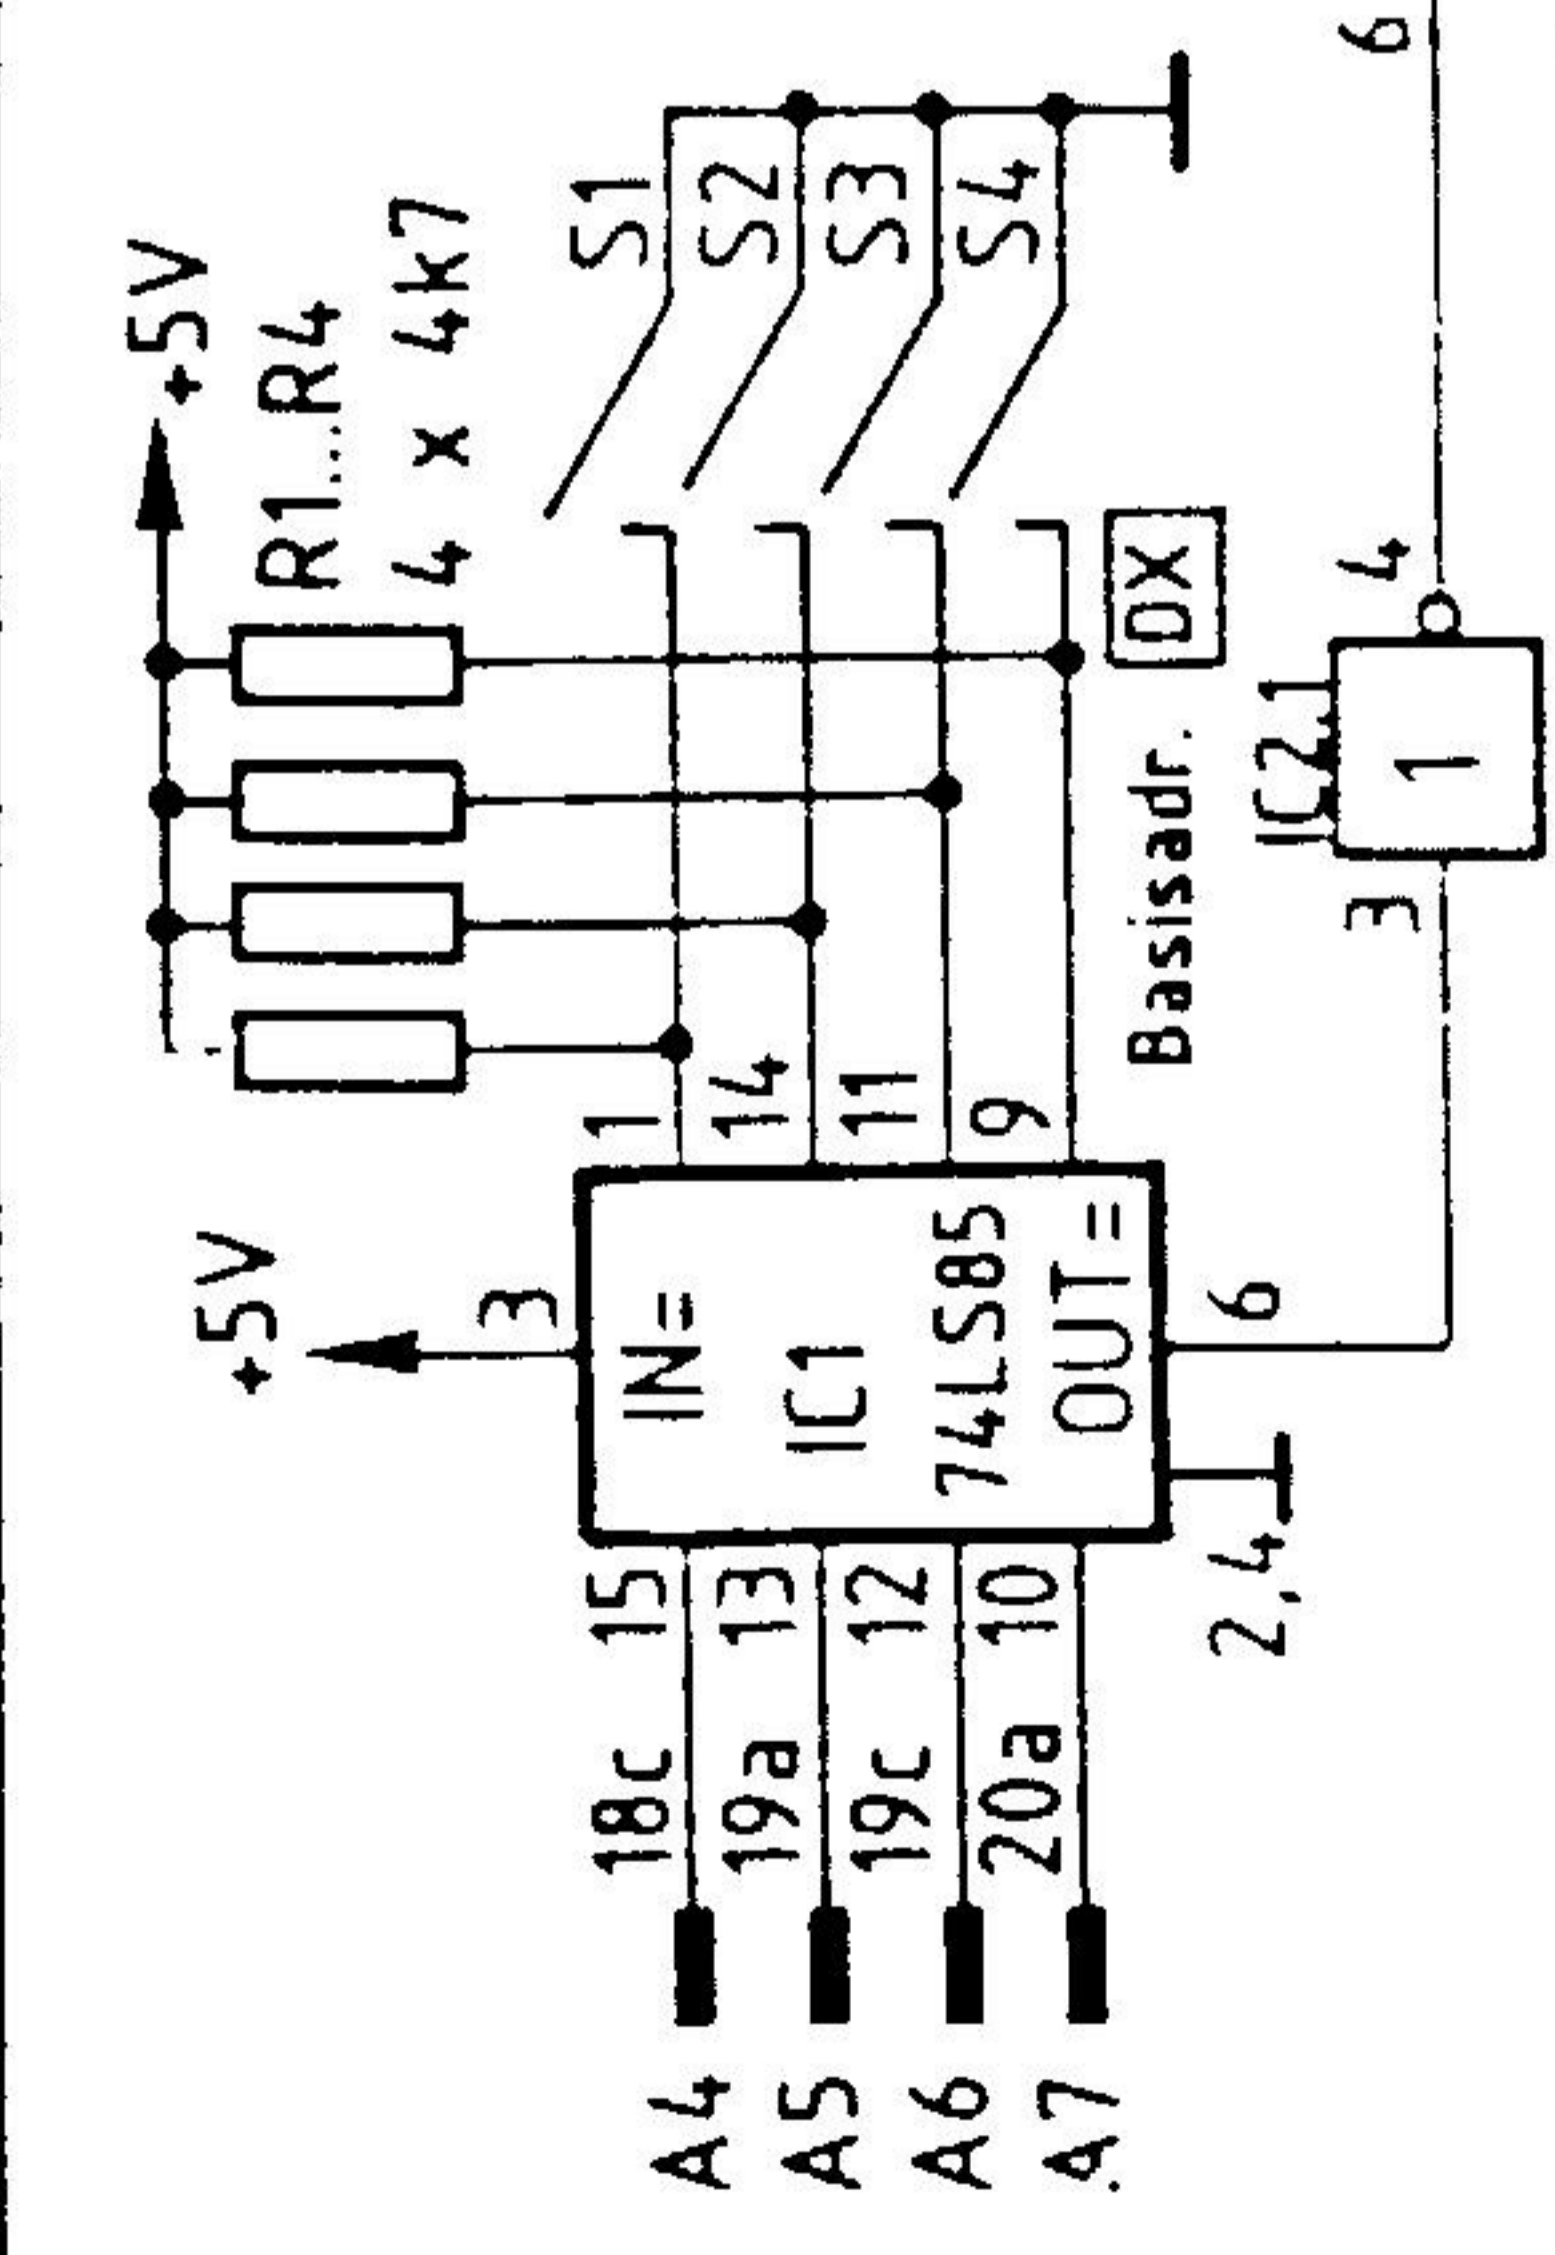 +5V
R1...R4
4 x 4k7
+5V
3
IN=
IC1
74LS85
OUT =
A4
18c
15
1
S1
A5
19a
13
14
S2
A6
19c
12
11
S3
A7
20a
10
9
S4
2,4
6
Basisadr.
DX
IC2.1
3
1
4
6